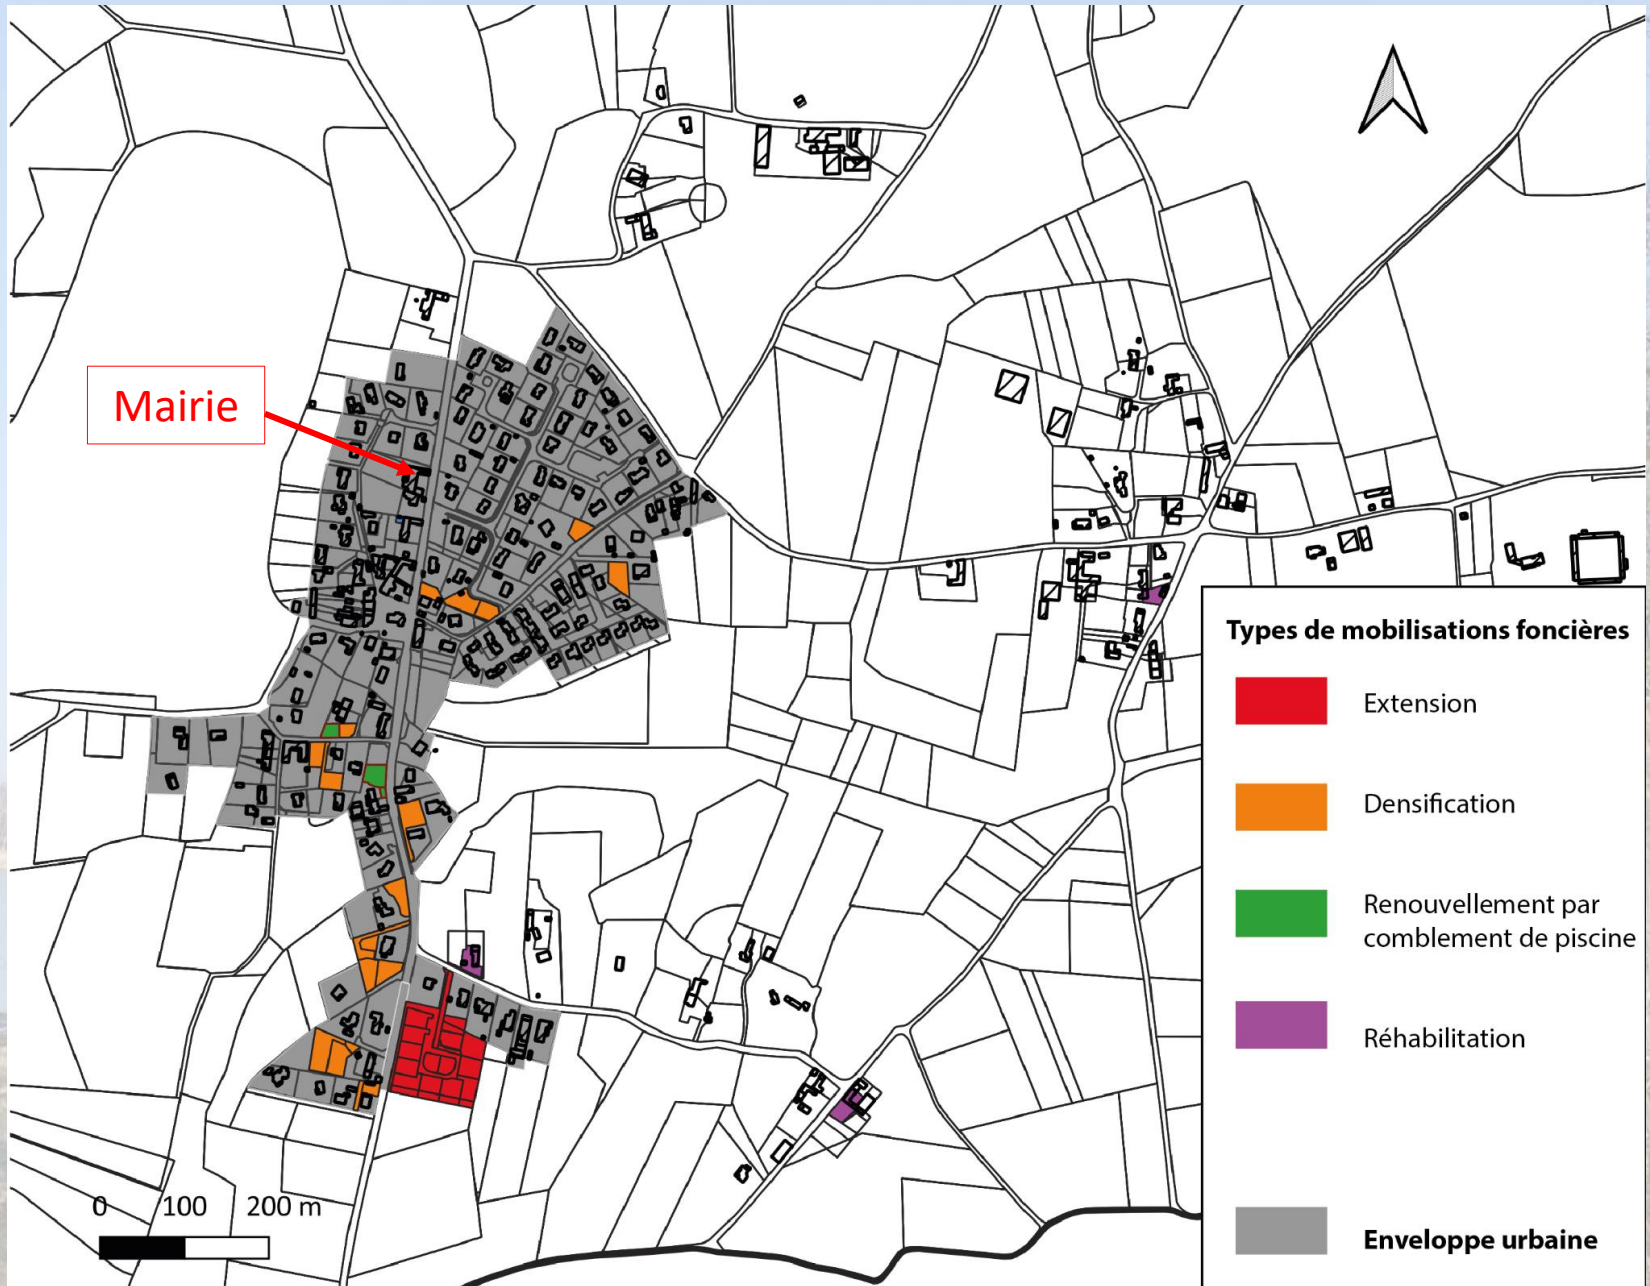 Mairie
Types de mobilisations foncières
Extension
Densification
Renouvellement par
comblement de piscine
Réhabilitation
Enveloppe urbaine
0 100 200 m